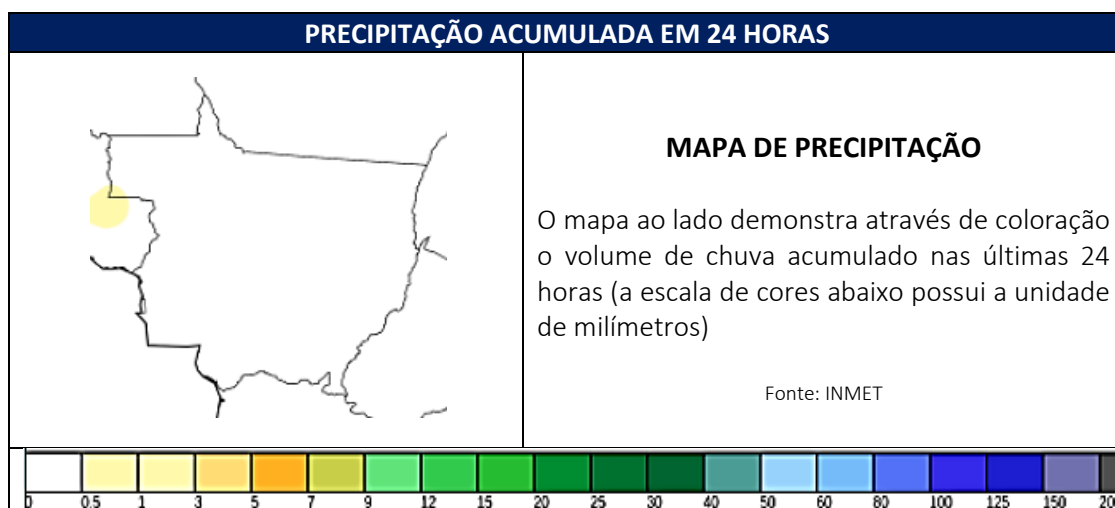 PRECIPITAÇÃO ACUMULADA EM 24 HORAS
MAPA DE PRECIPITAÇÃO
O mapa ao lado demonstra através de coloração
o volume de chuva acumulado nas últimas 24
horas (a escala de cores abaixo possui a unidade
de milímetros)
Fonte: INMET
0 0.5 1 3 5 7 9 12 15 20 25 30 40 50 60 80 100 125 150